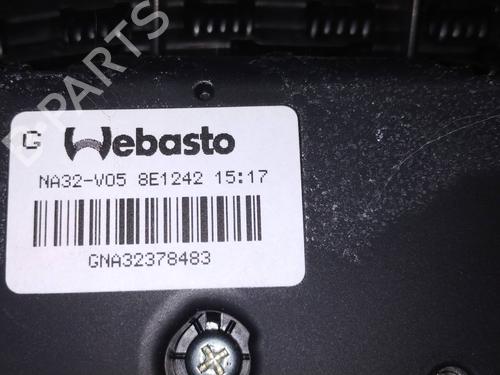 G Webasto
NA32-V05 8E1242 15:17
GNA32378483
B-PARTS